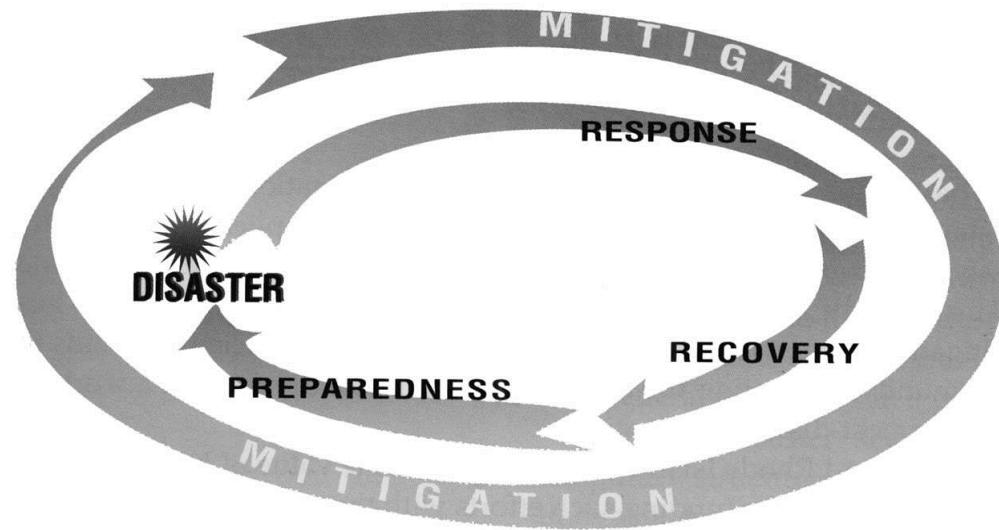 MITIGATION
RESPONSE
DISASTER
RECOVERY
PREPAREDNESS
MITIGATION